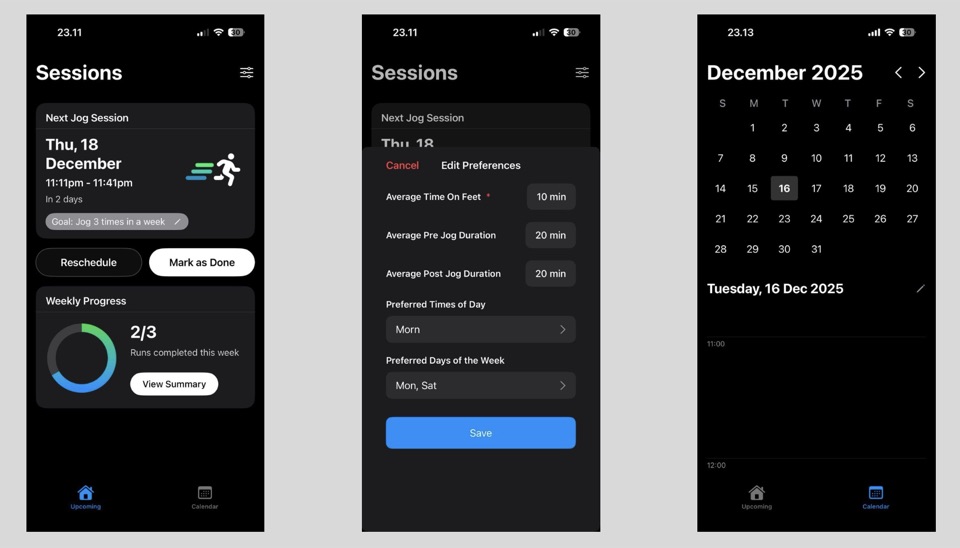 23.11
30
Sessions
Next Jog Session
Thu, 18
December
11:11pm - 11:41pm
In 2 days
Goal: Jog 3 times in a week
Reschedule
Mark as Done
Weekly Progress
2/3
Runs completed this week
View Summary
Upcoming
Calendar
23.11
30
Sessions
Next Jog Session
Thu, 18
Cancel
Edit Preferences
Average Time On Feet *
10 min
Average Pre Jog Duration
20 min
Average Post Jog Duration
20 min
Preferred Times of Day
Morn
Preferred Days of the Week
Mon, Sat
Save
23.13
30
December 2025
S M T W T F S
1 2 3 4 5 6
7 8 9 10 11 12 13
14 15 16 17 18 19 20
21 22 23 24 25 26 27
28 29 30 31
Tuesday, 16 Dec 2025
11:00
12:00
Upcoming
Calendar